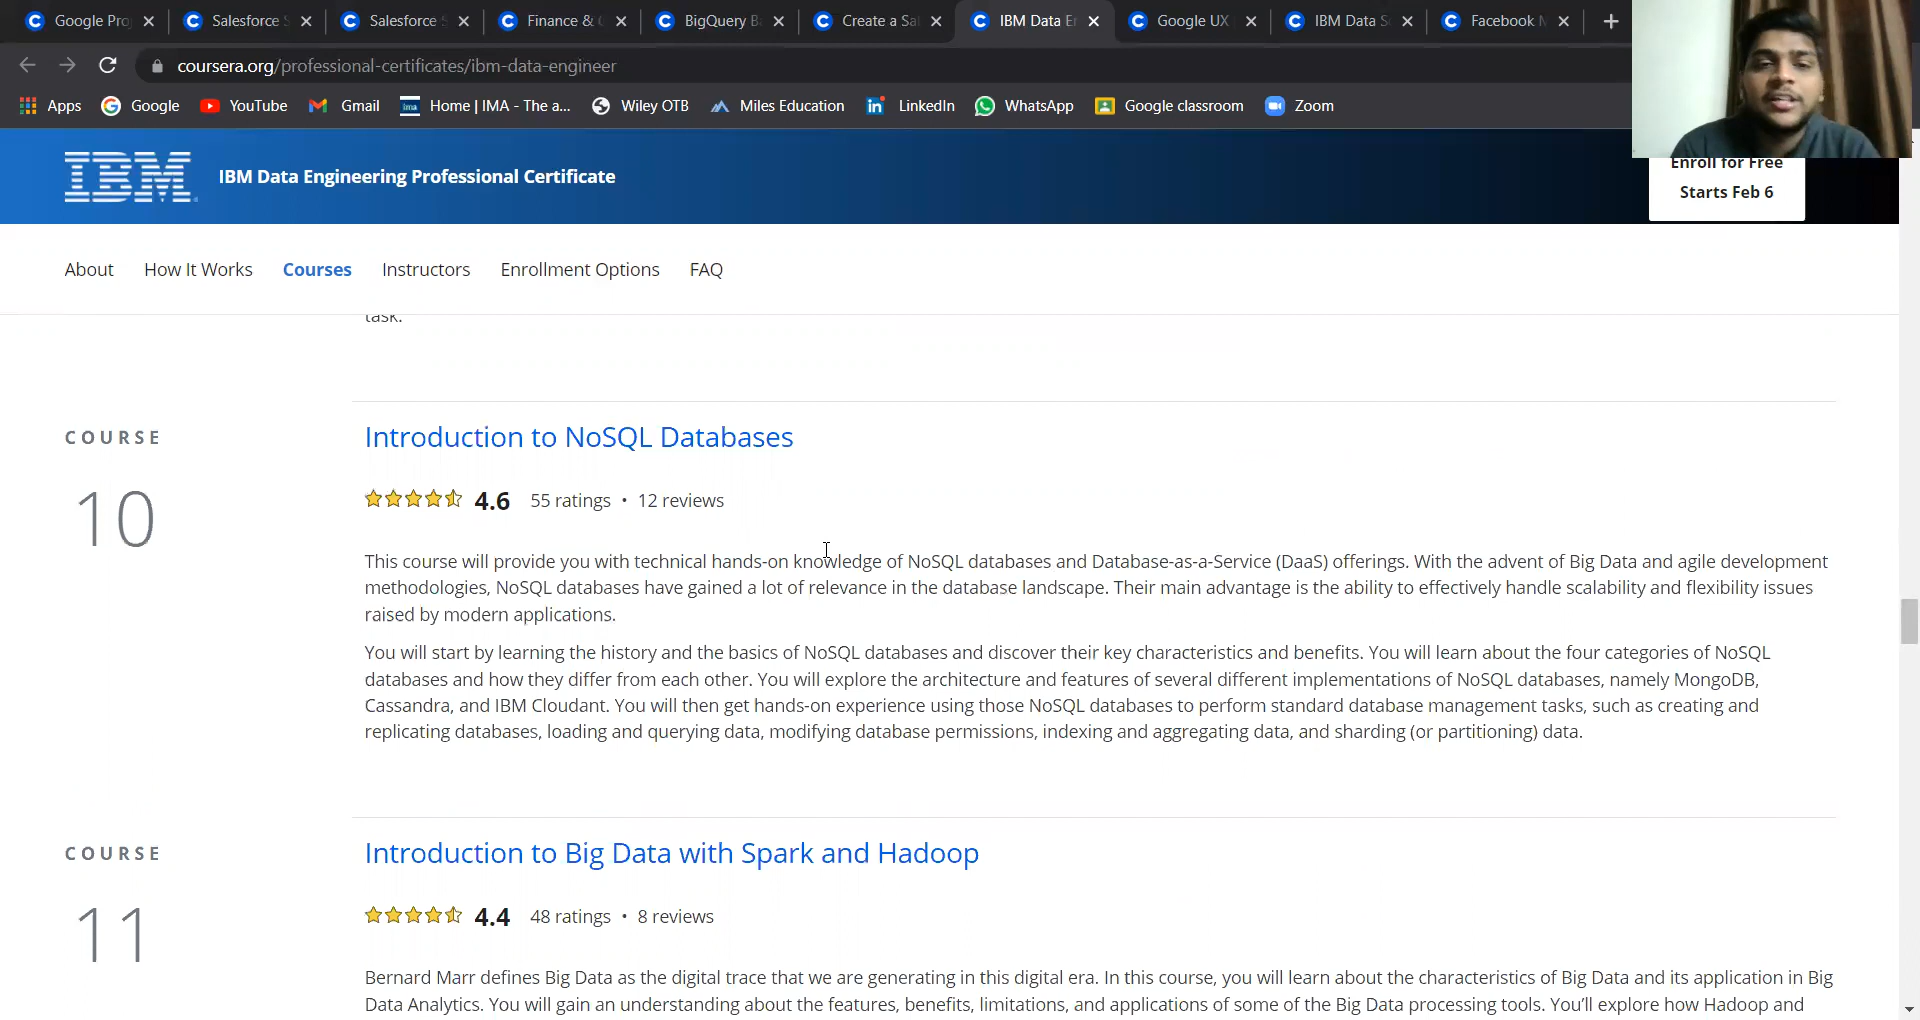 Google Pro
Salesforce S
Salesforce S
Finance &
BigQuery B
Create a Sal
IBM Data En
Google UX
IBM Data S
Facebook M
coursera.org/professional-certificates/ibm-data-engineer
Apps
Google
YouTube
Gmail
Home | IMA - The a...
Wiley OTB
Miles Education
LinkedIn
WhatsApp
Google classroom
Zoom
IBM
IBM Data Engineering Professional Certificate
Enroll for Free
Starts Feb 6
About
How It Works
Courses
Instructors
Enrollment Options
FAQ
task.
COURSE
10
Introduction to NoSQL Databases
4.6 55 ratings • 12 reviews
This course will provide you with technical hands-on knowledge of NoSQL databases and Database-as-a-Service (DaaS) offerings. With the advent of Big Data and agile development
methodologies, NoSQL databases have gained a lot of relevance in the database landscape. Their main advantage is the ability to effectively handle scalability and flexibility issues
raised by modern applications.
You will start by learning the history and the basics of NoSQL databases and discover their key characteristics and benefits. You will learn about the four categories of NoSQL
databases and how they differ from each other. You will explore the architecture and features of several different implementations of NoSQL databases, namely MongoDB,
Cassandra, and IBM Cloudant. You will then get hands-on experience using those NoSQL databases to perform standard database management tasks, such as creating and
replicating databases, loading and querying data, modifying database permissions, indexing and aggregating data, and sharding (or partitioning) data.
COURSE
11
Introduction to Big Data with Spark and Hadoop
4.4 48 ratings • 8 reviews
Bernard Marr defines Big Data as the digital trace that we are generating in this digital era. In this course, you will learn about the characteristics of Big Data and its application in Big
Data Analytics. You will gain an understanding about the features, benefits, limitations, and applications of some of the Big Data processing tools. You'll explore how Hadoop and